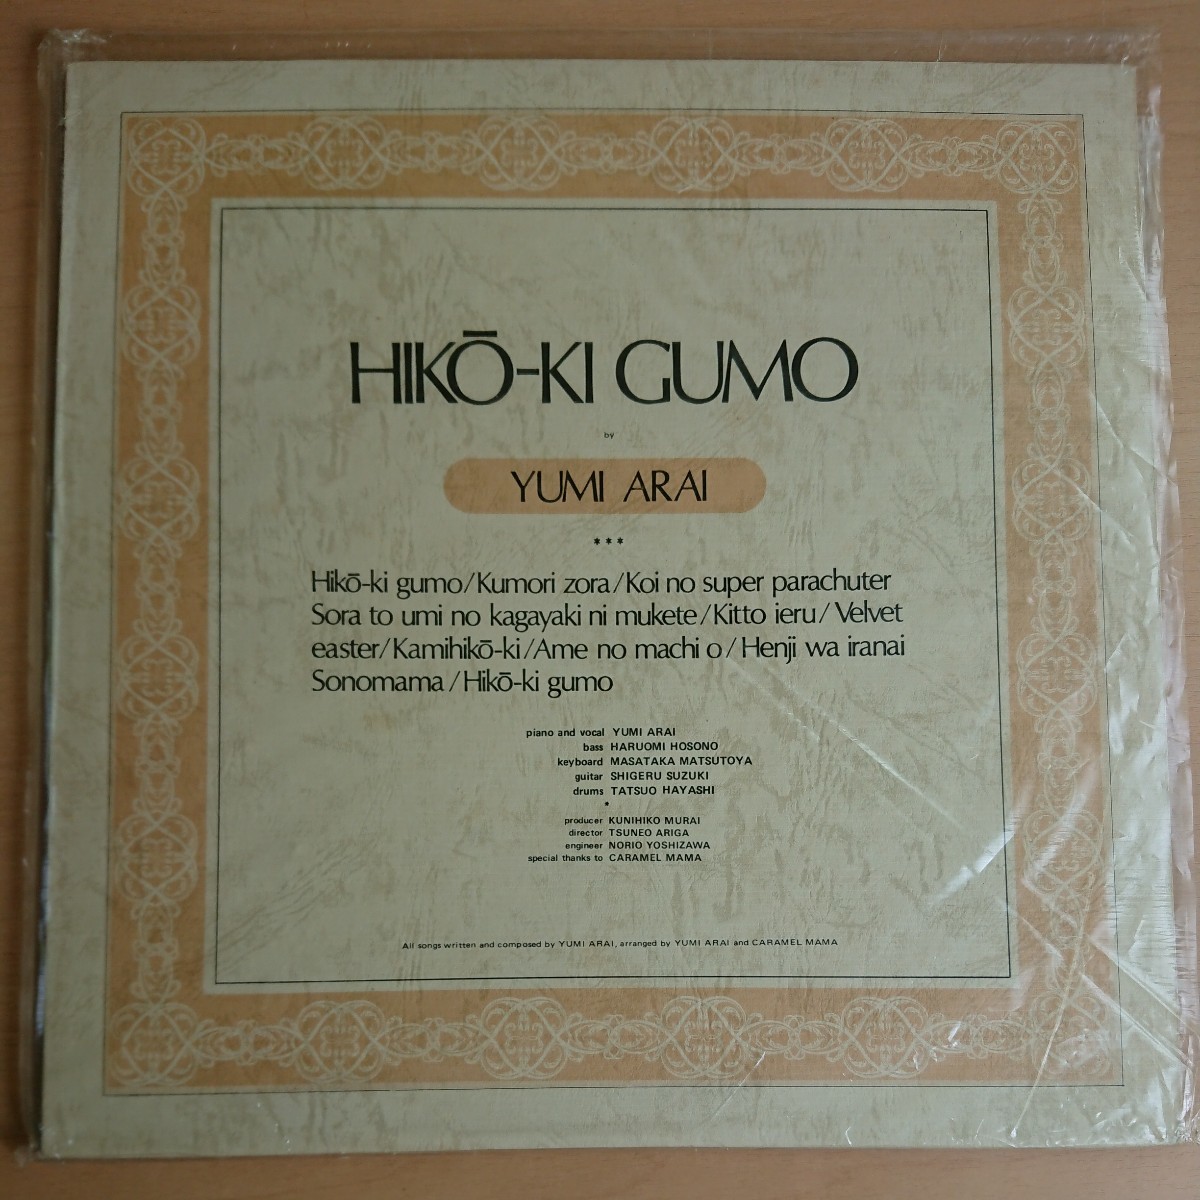 HIKŌ-KI GUMO
by
YUMI ARAI
***
Hikō-ki gumo/Kumori zora/Koi no super parachuter
Sora to umi no kagayaki ni mukete/Kitto ieru/Velvet
easter/Kamihikō-ki/Ame no machi o/Henji wa iranai
Sonomama/Hikō-ki gumo
piano and vocal YUMI ARAI
bass HARUOMI HOSONO
keyboard MASATAKA MATSUTOYA
guitar SHIGERU SUZUKI
drums TATSUO HAYASHI
•
producer KUNIHIKO MURAI
director TSUNEO ARIGA
engineer NORIO YOSHIZAWA
special thanks to CARAMEL MAMA
All songs written and composed by YUMI ARAI, arranged by YUMI ARAI and CARAMEL MAMA